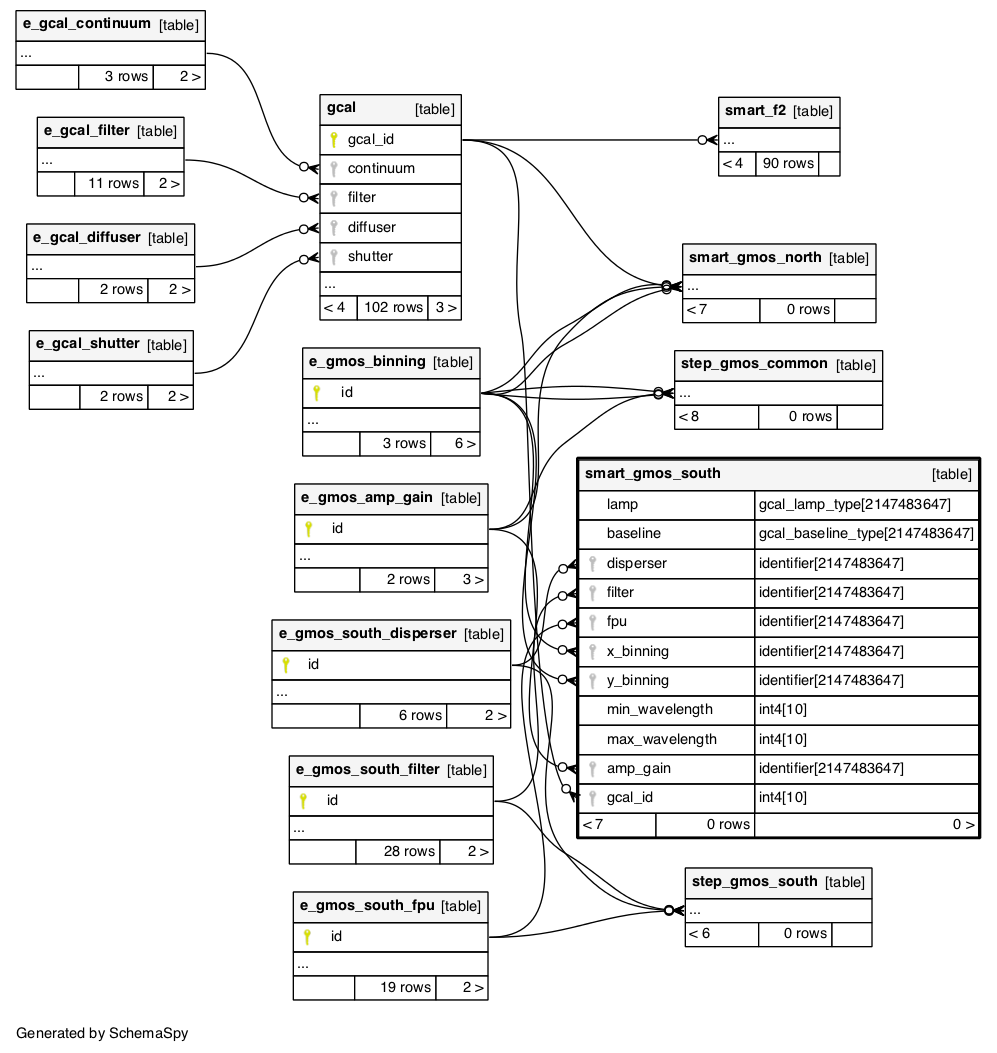 e_gcal_continuum [table]
...
3 rows 2 >
e_gcal_filter [table]
...
11 rows 2 >
e_gcal_diffuser [table]
...
2 rows 2 >
e_gcal_shutter [table]
...
2 rows 2 >
gcal [table]
gcal_id
continuum
filter
diffuser
shutter
...
< 4 102 rows 3 >
e_gmos_binning [table]
id
...
3 rows 6 >
e_gmos_amp_gain [table]
id
...
2 rows 3 >
e_gmos_south_disperser [table]
id
...
6 rows 2 >
e_gmos_south_filter [table]
id
...
28 rows 2 >
e_gmos_south_fpu [table]
id
...
19 rows 2 >
smart_f2 [table]
...
< 4 90 rows
smart_gmos_north [table]
...
< 7 0 rows
step_gmos_common [table]
...
< 8 0 rows
smart_gmos_south [table]
lamp gcal_lamp_type[2147483647]
baseline gcal_baseline_type[2147483647]
disperser identifier[2147483647]
filter identifier[2147483647]
fpu identifier[2147483647]
x_binning identifier[2147483647]
y_binning identifier[2147483647]
min_wavelength int4[10]
max_wavelength int4[10]
amp_gain identifier[2147483647]
gcal_id int4[10]
< 7 0 rows 0 >
step_gmos_south [table]
...
< 6 0 rows
Generated by SchemaSpy